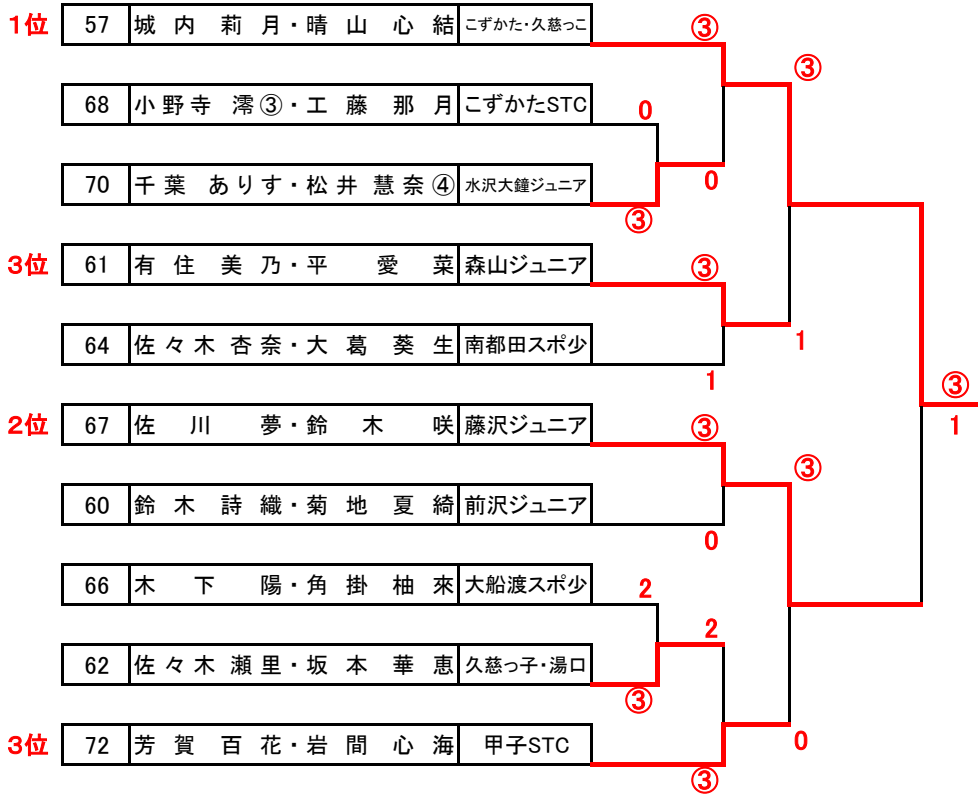 1位 57 城内 莉月・晴山 心結 こずかた・久慈っこ ③
③
68 小野寺 澪③・工藤 那月 こずかたSTC 0
70 千葉 ありす・松井 慧奈④ 水沢大鐘ジュニア 0
③
3位 61 有住 美乃・平 愛菜 森山ジュニア ③
64 佐々木 杏奈・大葛 葵生 南都田スポ少 1
1
③
2位 67 佐川 夢・鈴木 咲 藤沢ジュニア ③ 1
③
60 鈴木 詩織・菊地 夏綺 前沢ジュニア
0
66 木下 陽・角掛 柚來 大船渡スポ少 2
2
62 佐々木 瀬里・坂本 華恵 久慈っ子・湯口
③
3位 72 芳賀 百花・岩間 心海 甲子STC 0
③